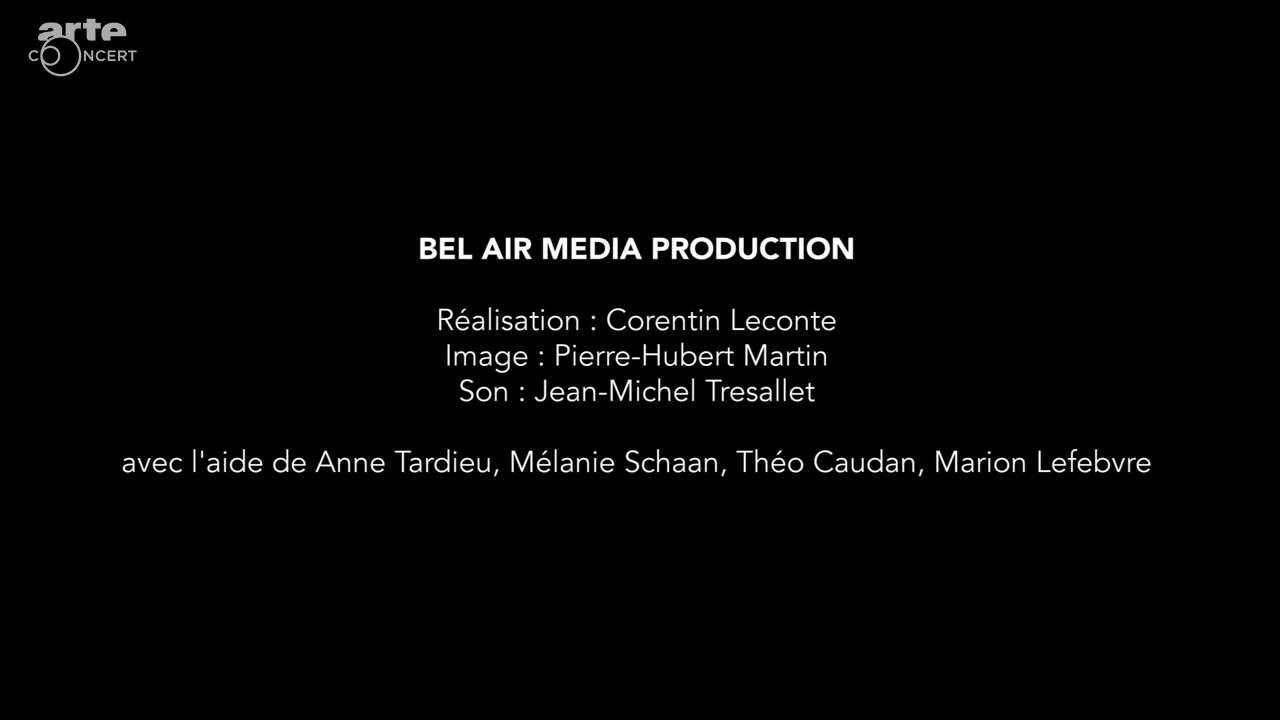 arte
CONCERT
BEL AIR MEDIA PRODUCTION
Réalisation : Corentin Leconte
Image : Pierre-Hubert Martin
Son : Jean-Michel Tresallet
avec l'aide de Anne Tardieu, Mélanie Schaan, Théo Caudan, Marion Lefebvre